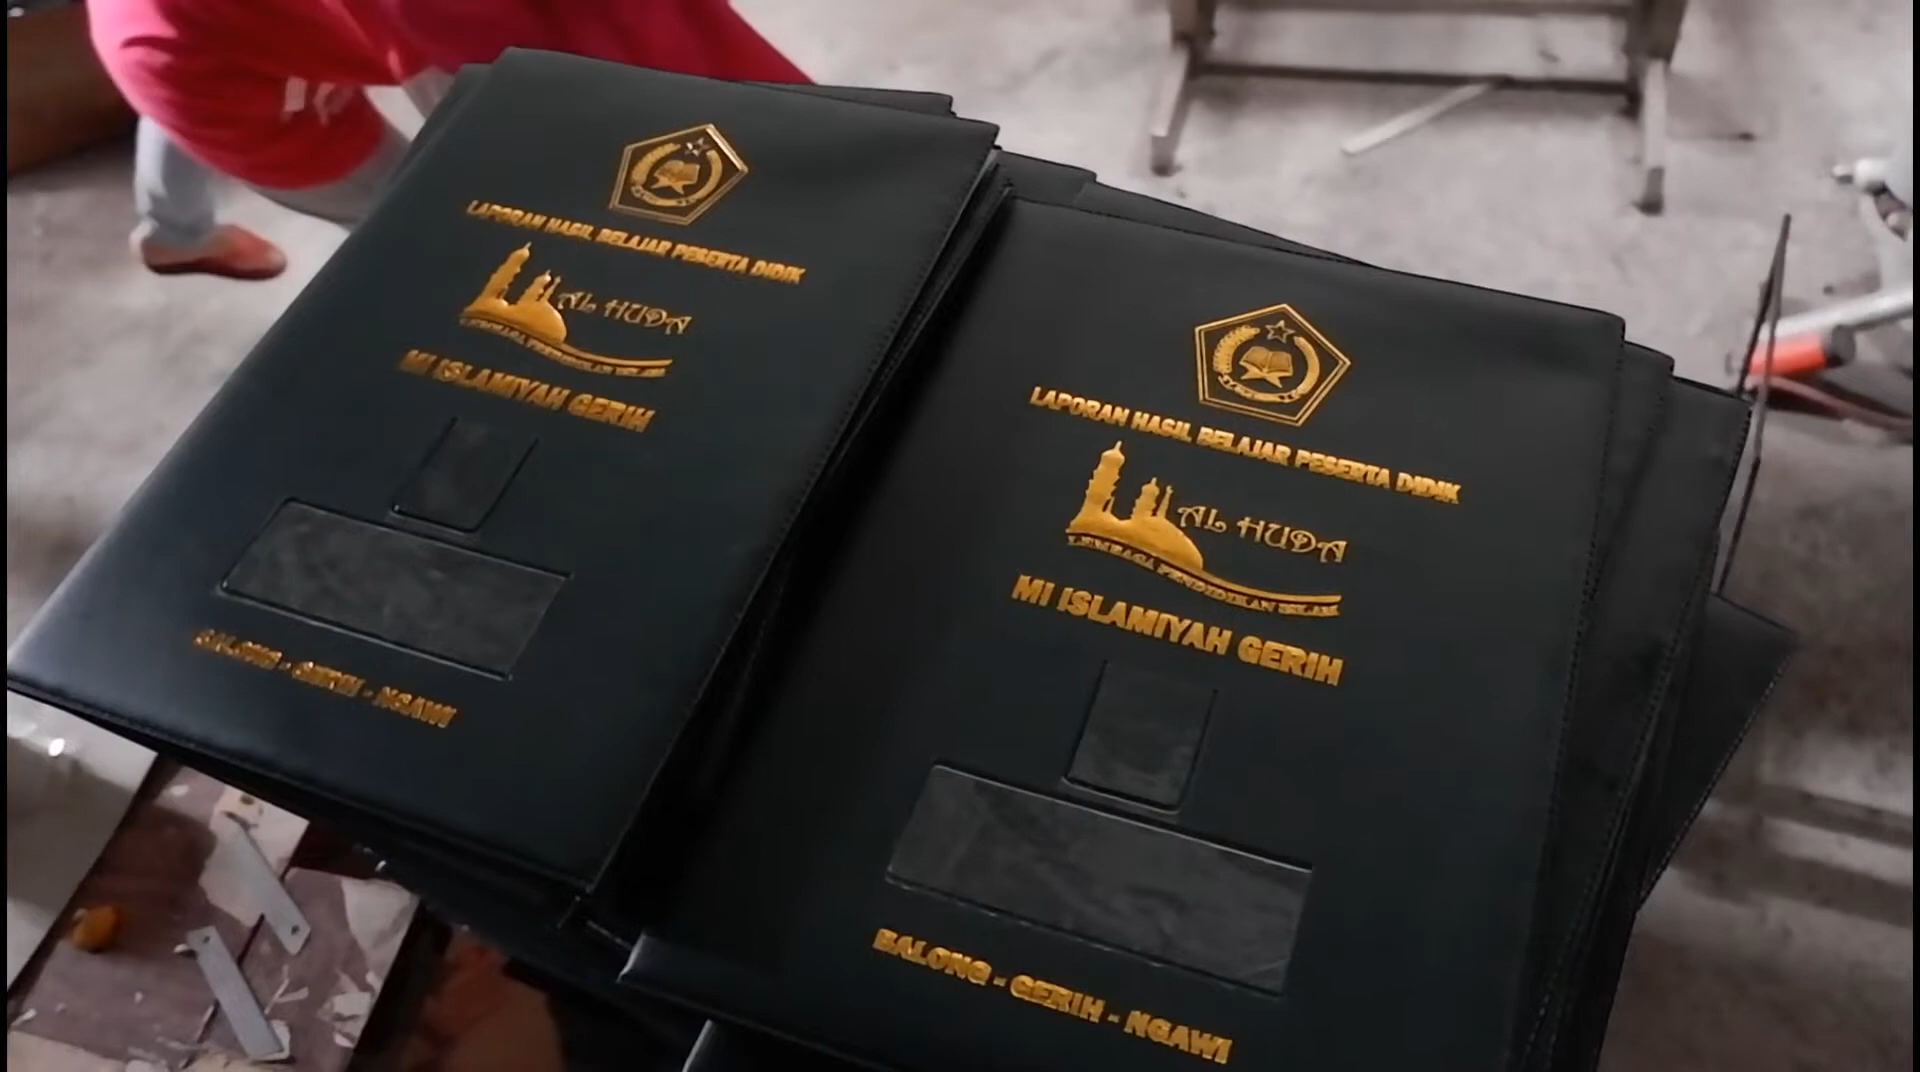 LAPORAN HASIL BELAJAR PESERTA DIDIK
AL HUDA
LEMBAGA PENDIDIKAN ISLAM
MI ISLAMIYAH GERIH
BALONG - GERIH - NGAWI
LAPORAN HASIL BELAJAR PESERTA DIDIK
AL HUDA
LEMBAGA PENDIDIKAN ISLAM
MI ISLAMIYAH GERIH
BALONG - GERIH - NGAWI